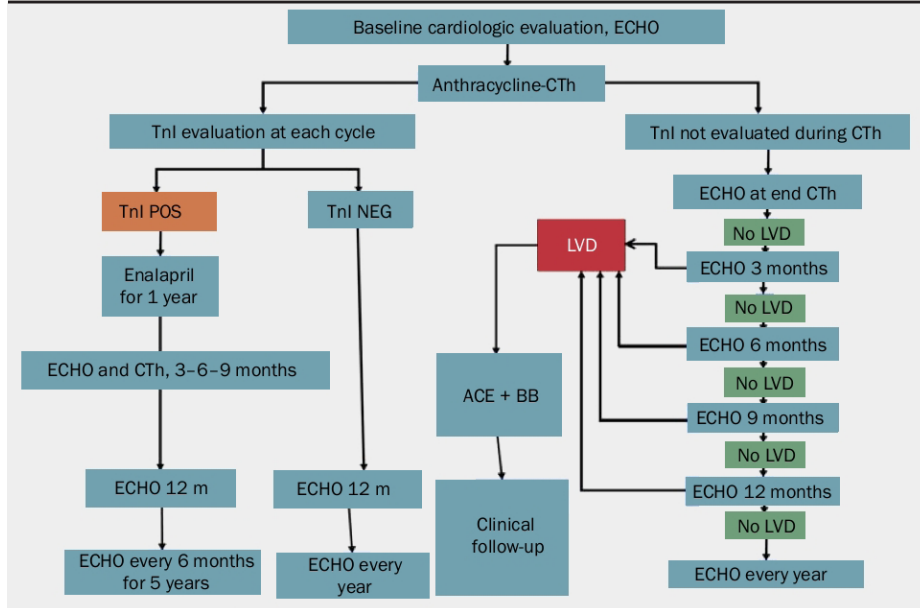 Baseline cardiologic evaluation, ECHO
Anthracycline-CTh
TnI evaluation at each cycle
TnI not evaluated during CTh
TnI POS
TnI NEG
ECHO at end CTh
No LVD
LVD
ECHO 3 months
Enalapril
for 1 year
No LVD
ECHO 6 months
ECHO and CTh, 3–6–9 months
No LVD
ACE + BB
ECHO 9 months
No LVD
ECHO 12 m
ECHO 12 m
ECHO 12 months
Clinical
follow-up
No LVD
ECHO every 6 months
for 5 years
ECHO every
year
ECHO every year